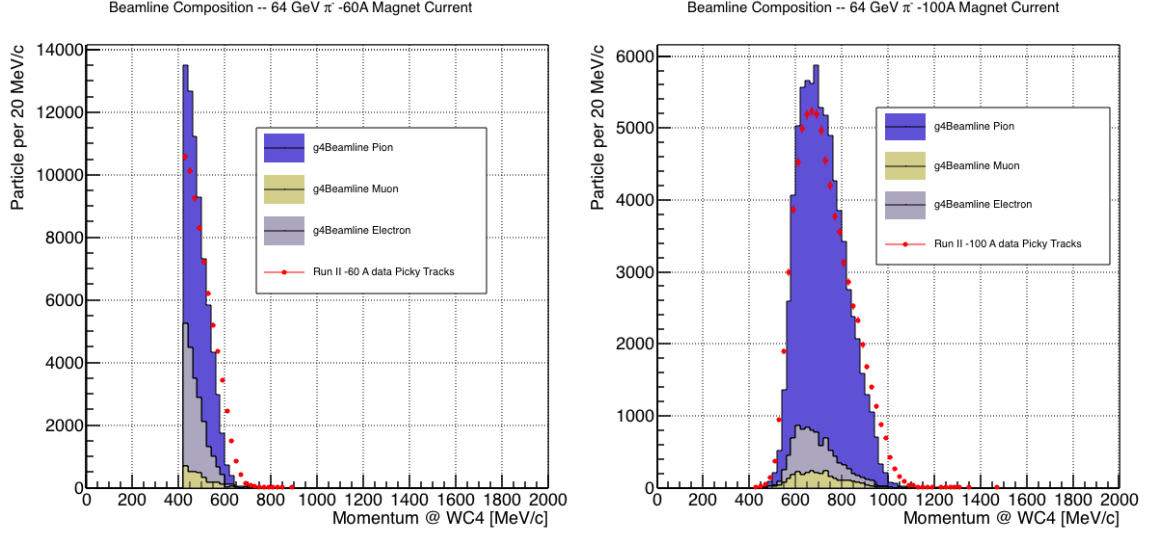 Beamline Composition -- 64 GeV π⁻ -60A Magnet Current
Particle per 20 MeV/c
14000
12000
10000
8000
6000
4000
2000
0
g4Beamline Pion
g4Beamline Muon
g4Beamline Electron
Run II -60 A data Picky Tracks
0 200 400 600 800 1000 1200 1400 1600 1800 2000
Momentum @ WC4 [MeV/c]
Beamline Composition -- 64 GeV π⁻ -100A Magnet Current
Particle per 20 MeV/c
6000
5000
4000
3000
2000
1000
0
g4Beamline Pion
g4Beamline Muon
g4Beamline Electron
Run II -100 A data Picky Tracks
0 200 400 600 800 1000 1200 1400 1600 1800 2000
Momentum @ WC4 [MeV/c]